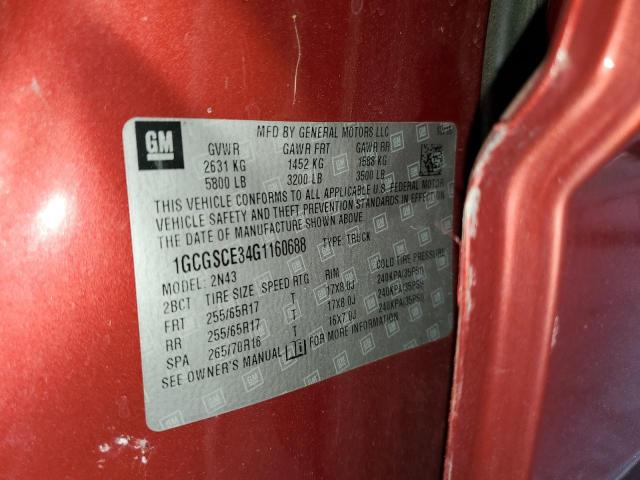 GM
MFD BY GENERAL MOTORS LLC
GVWR GAWR FRT GAWR RR
2631 KG 1452 KG 1588 KG
5800 LB 3200 LB 3500 LB
THIS VEHICLE CONFORMS TO ALL APPLICABLE U.S. FEDERAL MOTOR
VEHICLE SAFETY AND THEFT PREVENTION STANDARDS IN EFFECT ON
THE DATE OF MANUFACTURE SHOWN ABOVE.
1GCGSCE34G1160688 TYPE: TRUCK
MODEL: 2N43
2BCT TIRE SIZE SPEED RTG RIM COLD TIRE PRESSURE
FRT 255/65R17 T 17X8.0J 240KPA(35PSI)
RR 255/65R17 T 17X8.0J 240KPA(35PSI)
SPA 265/70R16 T 16X7.0J 240KPA(35PSI)
SEE OWNER'S MANUAL FOR MORE INFORMATION